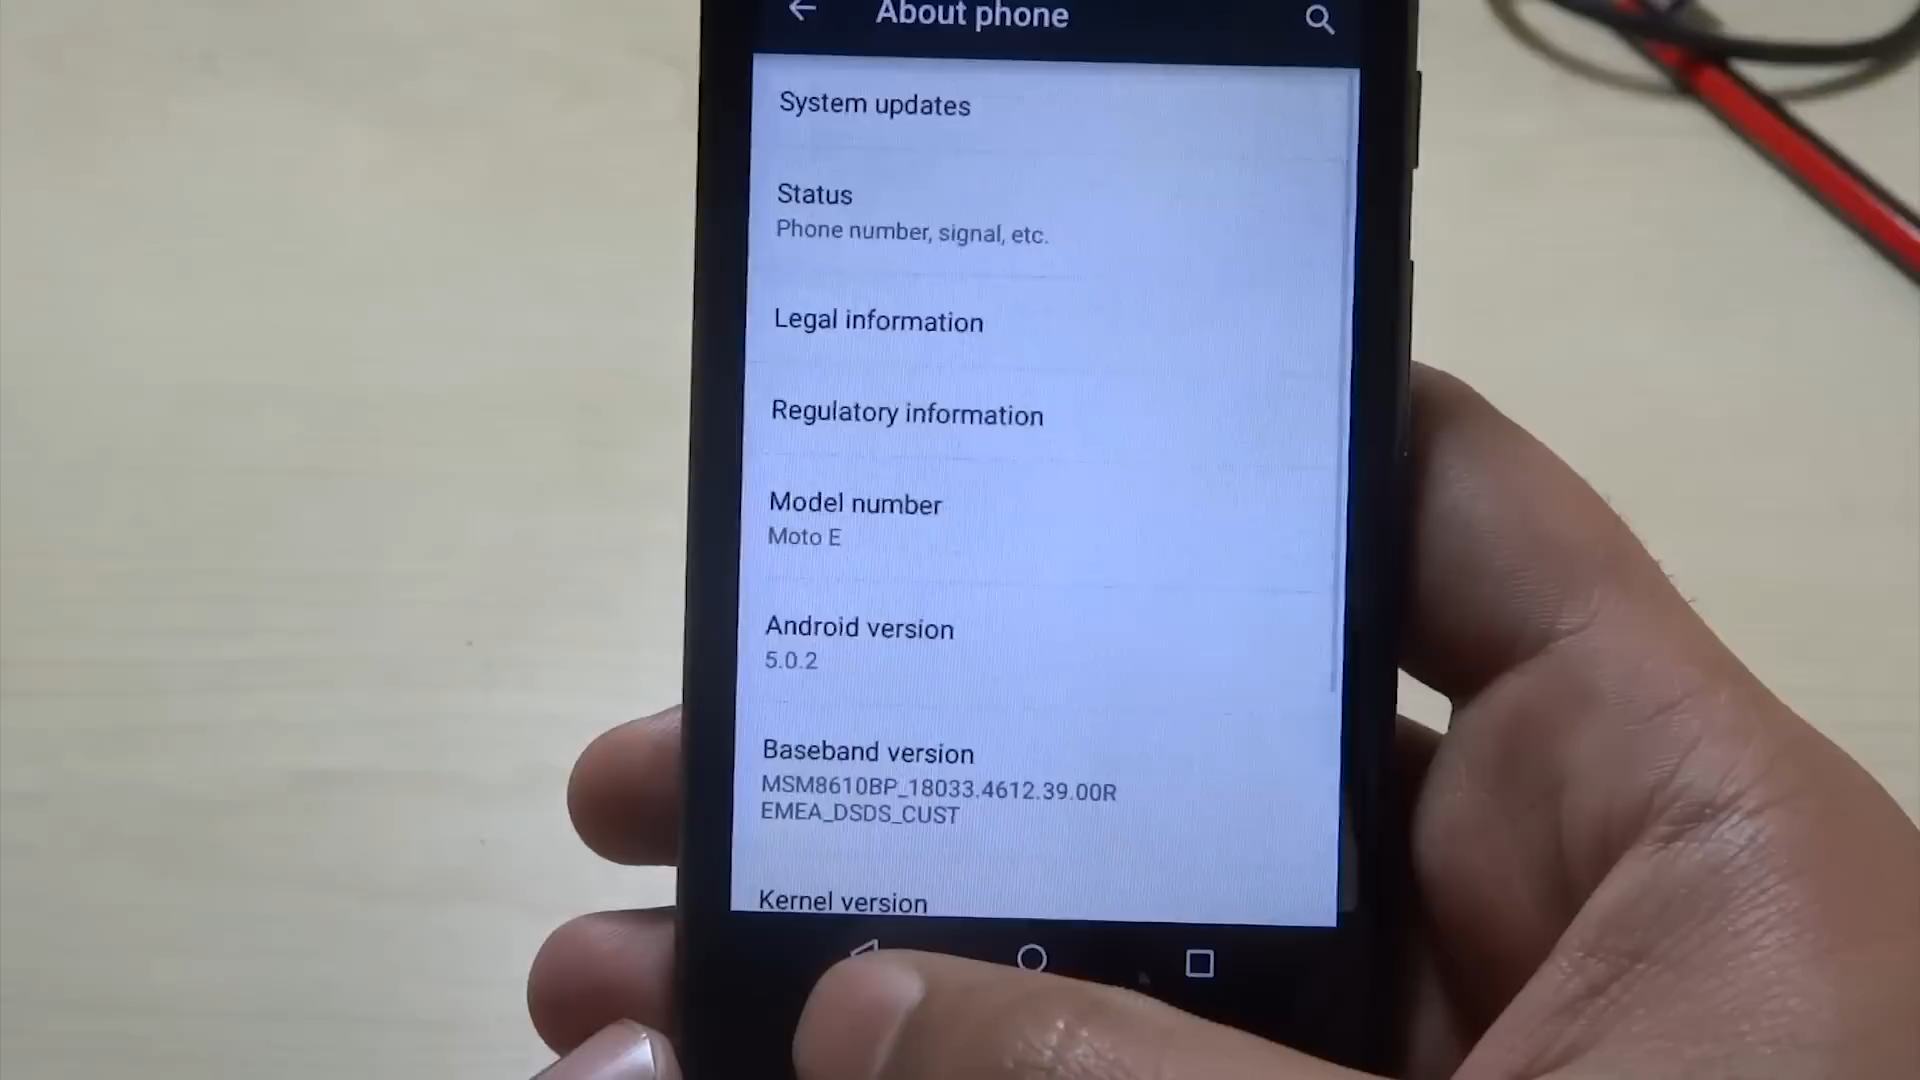 About phone
System updates
Status
Phone number, signal, etc.
Legal information
Regulatory information
Model number
Moto E
Android version
5.0.2
Baseband version
MSM8610BP_18033.4612.39.00R
EMEA_DSDS_CUST
Kernel version